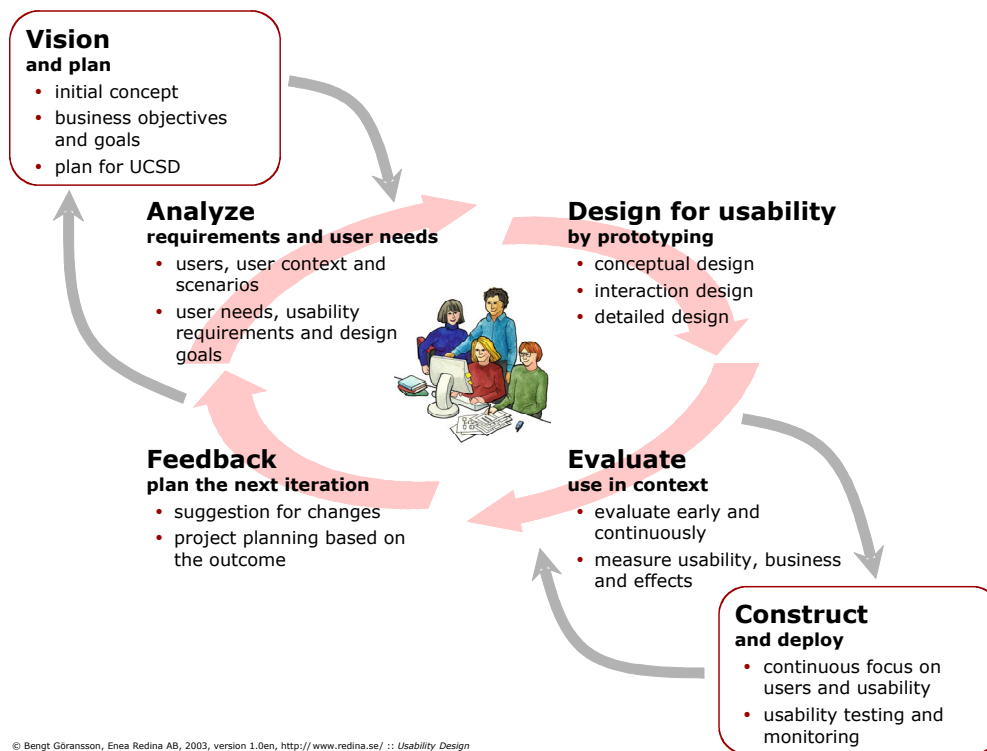 Vision
and plan
• initial concept
• business objectives
and goals
• plan for UCSD
Analyze
requirements and user needs
• users, user context and
scenarios
• user needs, usability
requirements and design
goals
Design for usability
by prototyping
• conceptual design
• interaction design
• detailed design
Feedback
plan the next iteration
• suggestion for changes
• project planning based on
the outcome
Evaluate
use in context
• evaluate early and
continuously
• measure usability, business
and effects
Construct
and deploy
• continuous focus on
users and usability
• usability testing and
monitoring
© Bengt Göransson, Enea Redina AB, 2003, version 1.0en, http://www.redina.se/ :: Usability Design